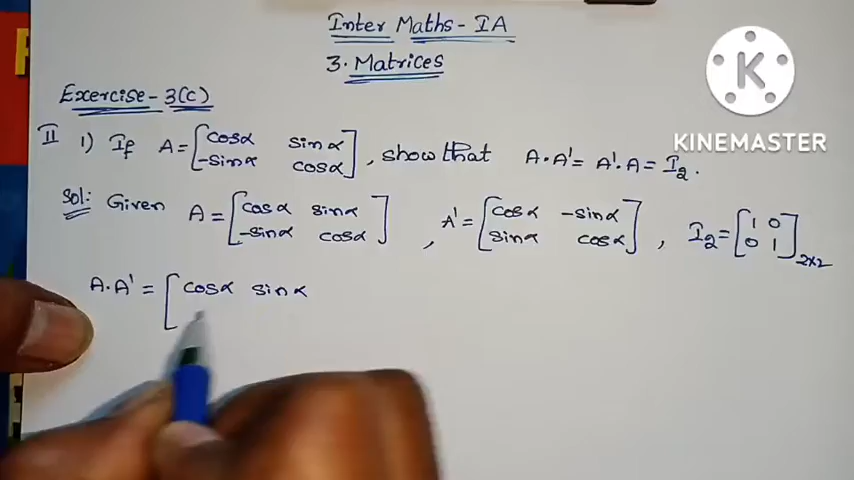 Inter Maths - IA
3. Matrices
KINEMASTER
Exercise - 3(c)
II 1) If A = [cosα sinα
-sinα cosα], show that A·A' = A'·A = I₂.
Sol: Given A = [cosα sinα
-sinα cosα], A' = [cosα -sinα
sinα cosα], I₂ = [1 0
0 1]2x2
A·A' = [cosα sinα